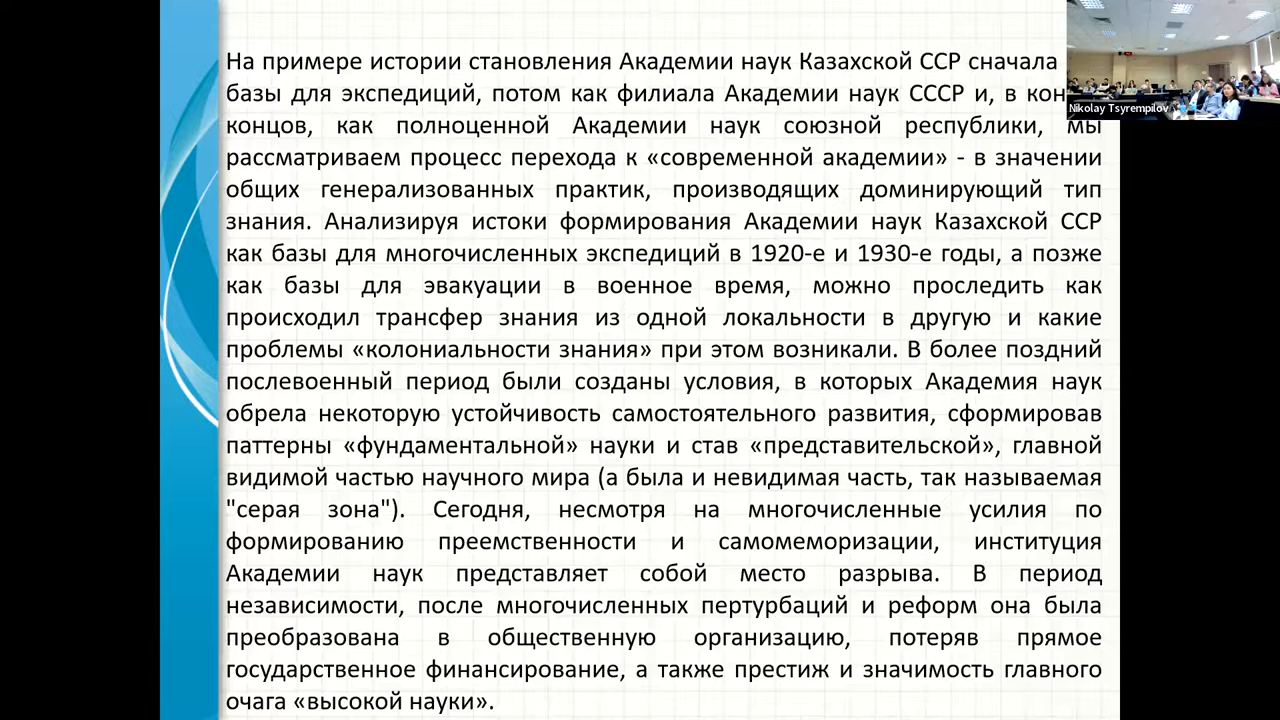 На примере истории становления Академии наук Казахской ССР сначала
базы для экспедиций, потом как филиала Академии наук СССР и, в
концов, как полноценной Академии наук союзной республики, мы
рассматриваем процесс перехода к «современной академии» - в значении
общих генерализованных практик, производящих доминирующий тип
знания. Анализируя истоки формирования Академии наук Казахской ССР
как базы для многочисленных экспедиций в 1920-е и 1930-е годы, а позже
как базы для эвакуации в военное время, можно проследить как
происходил трансфер знания из одной локальности в другую и какие
проблемы «колониальности знания» при этом возникали. В более поздний
послевоенный период были созданы условия, в которых Академия наук
обрела некоторую устойчивость самостоятельного развития, сформировав
паттерны «фундаментальной» науки и став «представительской», главной
видимой частью научного мира (а была и невидимая часть, так называемая
"серая зона"). Сегодня, несмотря на многочисленные усилия по
формированию преемственности и самомеморизации, институция
Академии наук представляет собой место разрыва. В период
независимости, после многочисленных пертурбаций и реформ она была
преобразована в общественную организацию, потеряв прямое
государственное финансирование, а также престиж и значимость главного
очага «высокой науки».
Nikolay Tsyrempilov